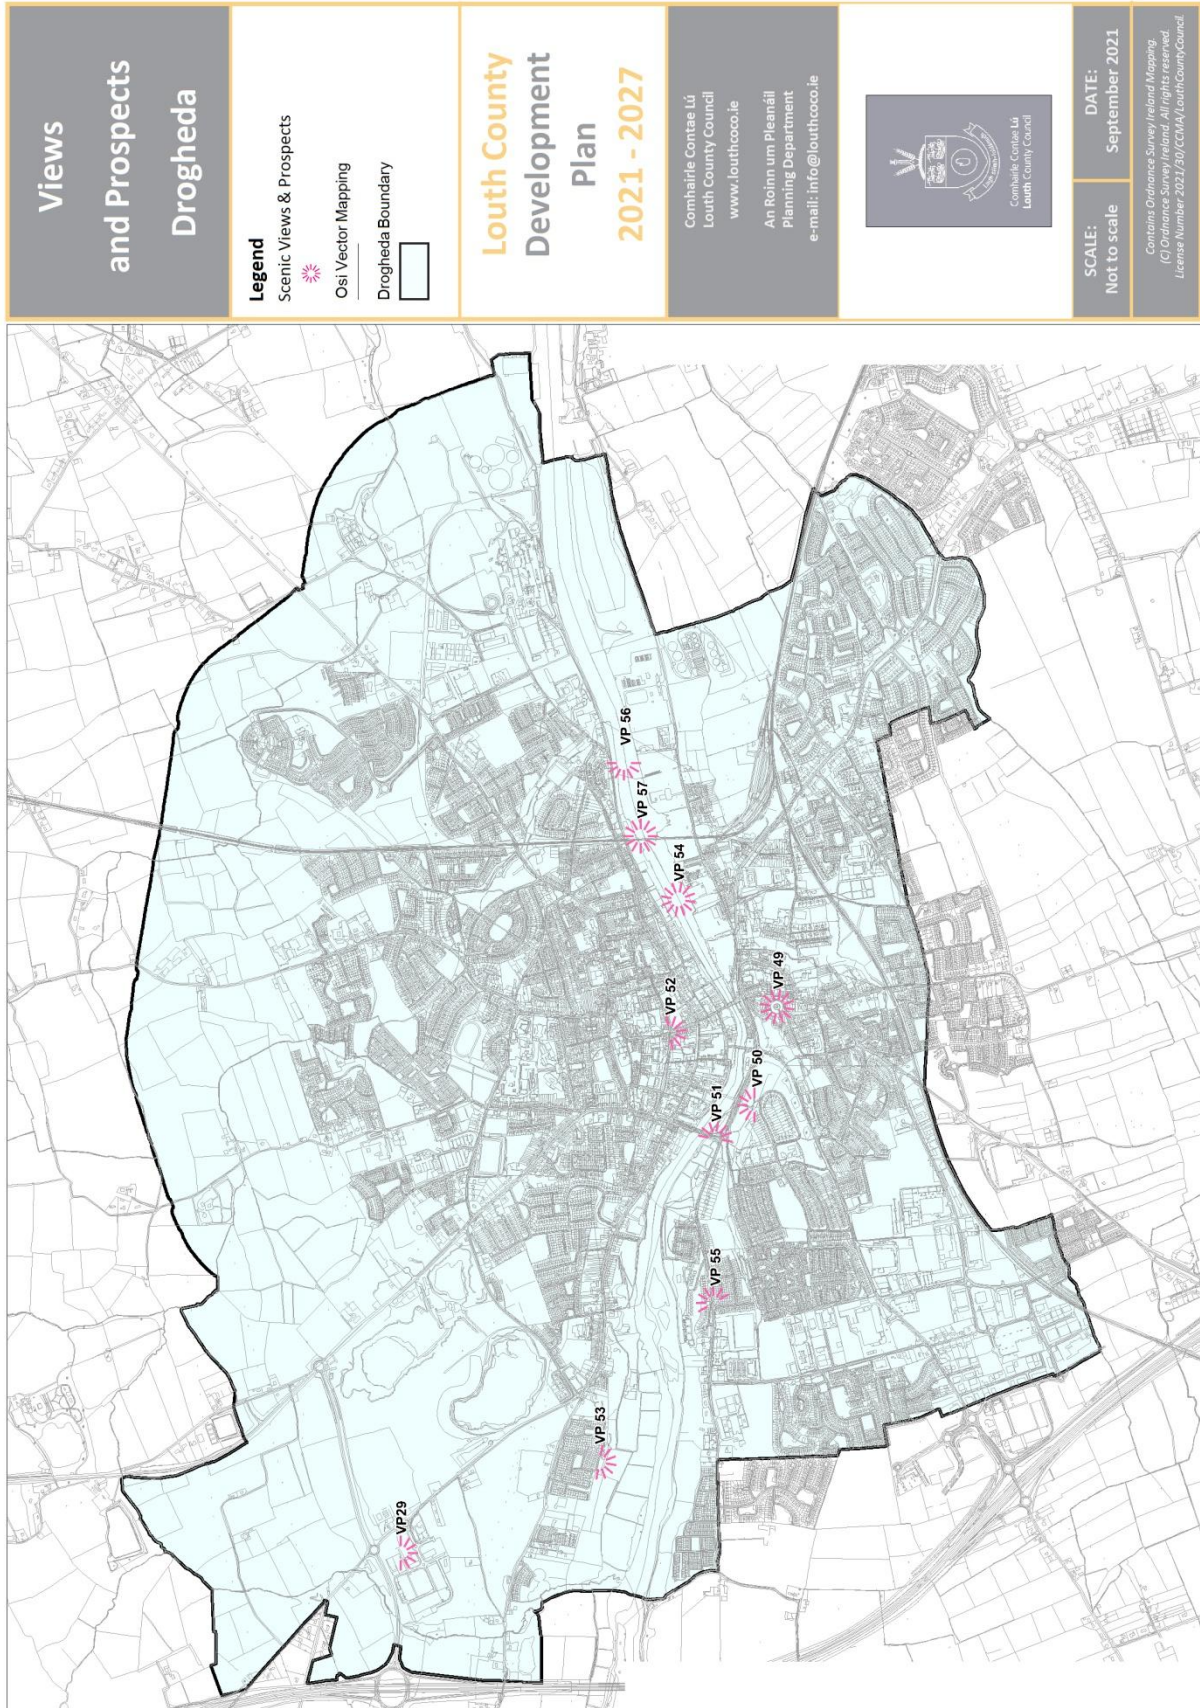 Views
and Prospects
Drogheda
Legend
Scenic Views & Prospects
Osi Vector Mapping
Drogheda Boundary
Louth County
Development
Plan
2021 - 2027
Comhairle Contae Lú
Louth County Council
www.louthcoco.ie
An Roinn um Pleanáil
Planning Department
e-mail: info@louthcoco.ie
Comhairle Contae Lú
Louth County Council
SCALE:
Not to scale
DATE:
September 2021
Contains Ordnance Survey Ireland Mapping.
(C) Ordnance Survey Ireland. All rights reserved.
License Number 2021/30/CCMA/LouthCountyCouncil.
VP29
VP 53
VP 55
VP 51
VP 50
VP 52
VP 49
VP 54
VP 57
VP 56